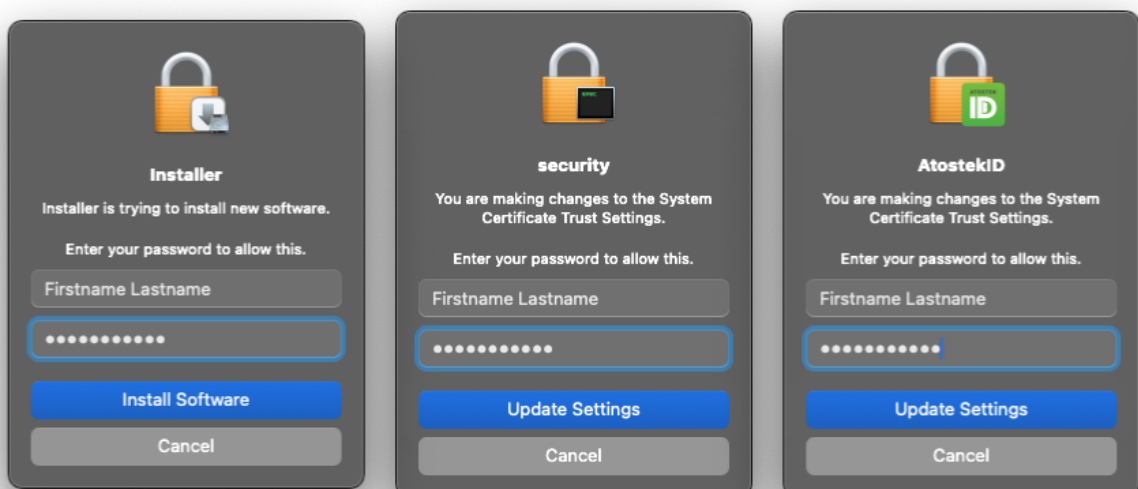 Installer
Installer is trying to install new software.
Enter your password to allow this.
Firstname Lastname
•••••••••••
Install Software
Cancel
security
You are making changes to the System
Certificate Trust Settings.
Enter your password to allow this.
Firstname Lastname
•••••••••••
Update Settings
Cancel
ATOSTEK
ID
AtostekID
You are making changes to the System
Certificate Trust Settings.
Enter your password to allow this.
Firstname Lastname
•••••••••••
Update Settings
Cancel